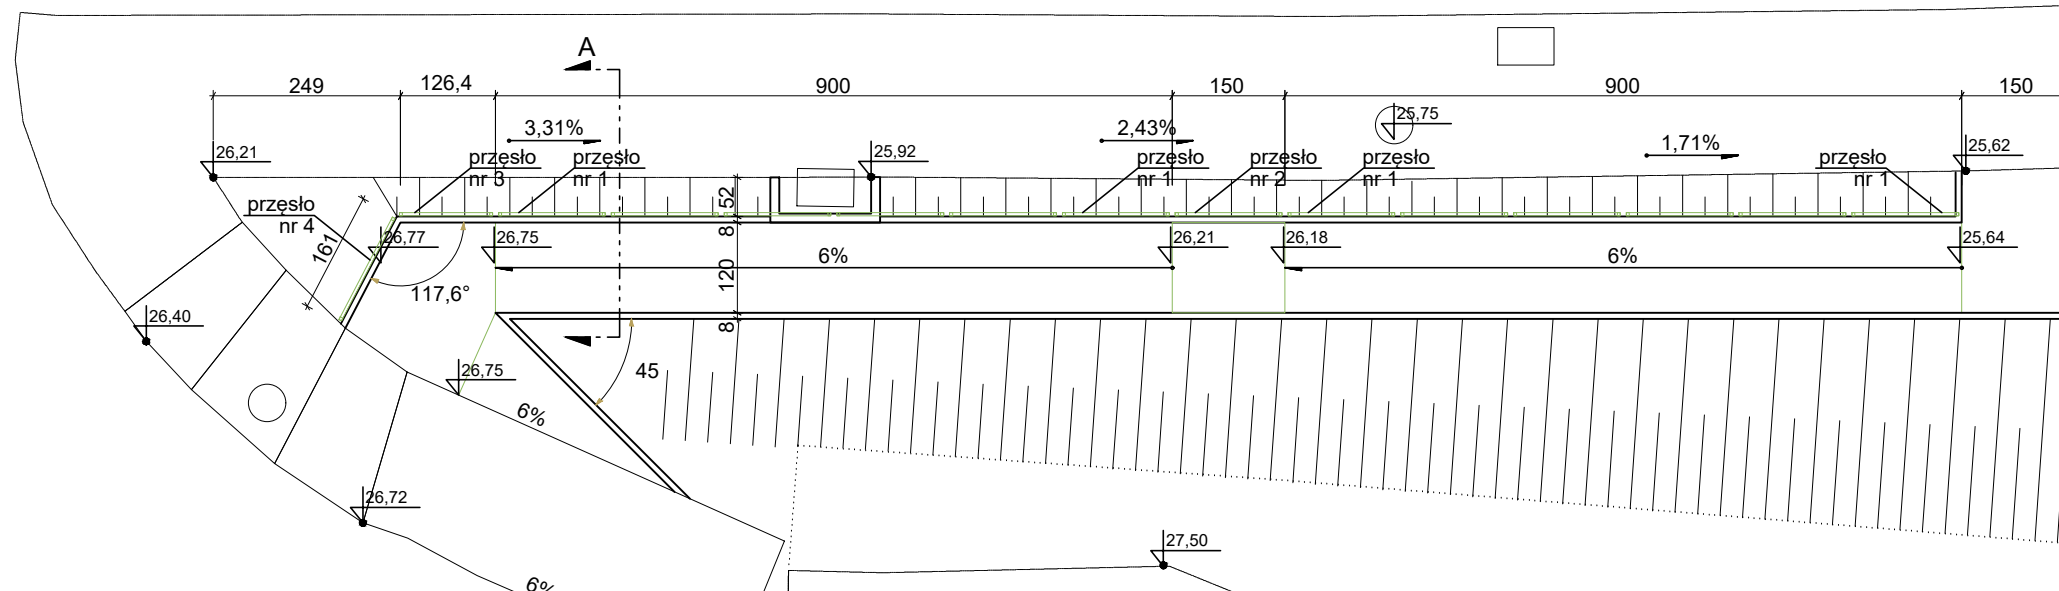 A
249
126,4
900
150
900
150
25,75
3,31%
2,43%
1,71%
26,21
25,92
25,62
przęsło
nr 3
przęsło
nr 1
przęsło
nr 1
przęsło
nr 2
przęsło
nr 1
przęsło
nr 1
52
przęsło
nr 4
8
161
26,77
26,75
26,21
26,18
25,64
6%
6%
120
117,6°
26,40
8
26,75
45
6%
26,72
27,50
6%